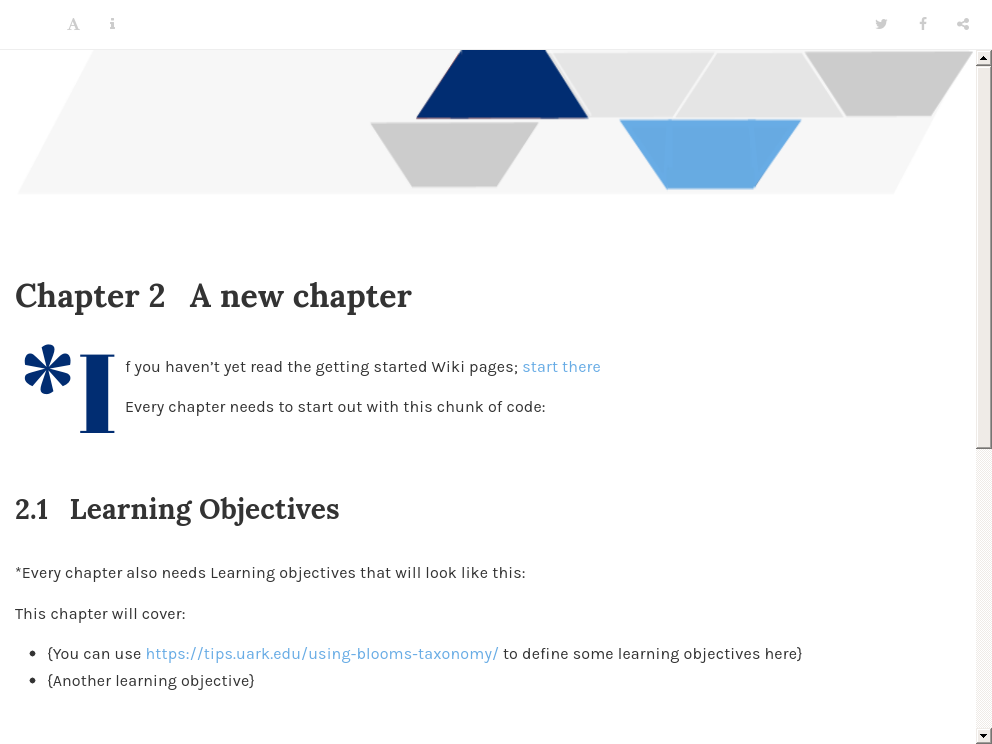 A
Chapter 2 A new chapter
*If you haven’t yet read the getting started Wiki pages; start there
Every chapter needs to start out with this chunk of code:
2.1 Learning Objectives
*Every chapter also needs Learning objectives that will look like this:
This chapter will cover:
• {You can use https://tips.uark.edu/using-blooms-taxonomy/ to define some learning objectives here}
• {Another learning objective}